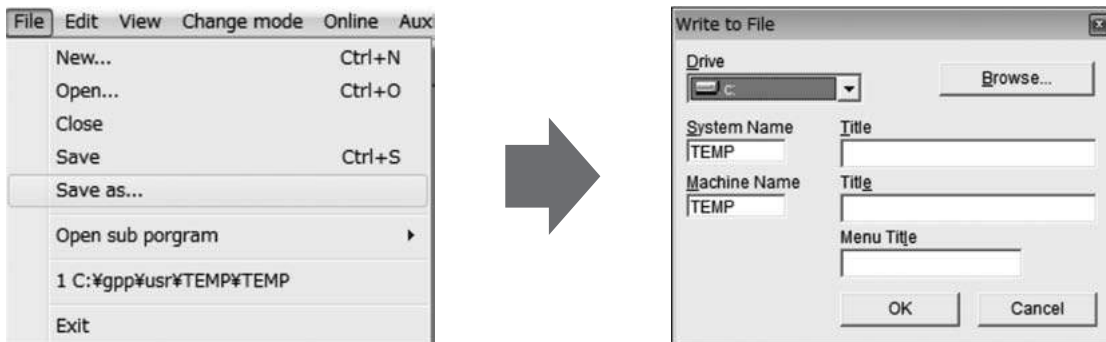 File Edit View Change mode Online Aux
New... Ctrl+N
Open... Ctrl+O
Close
Save Ctrl+S
Save as...
Open sub porgram
1 C:¥gpp¥usr¥TEMP¥TEMP
Exit
Write to File
Drive
C:
Browse...
System Name Title
TEMP
Machine Name Title
TEMP
Menu Title
OK Cancel